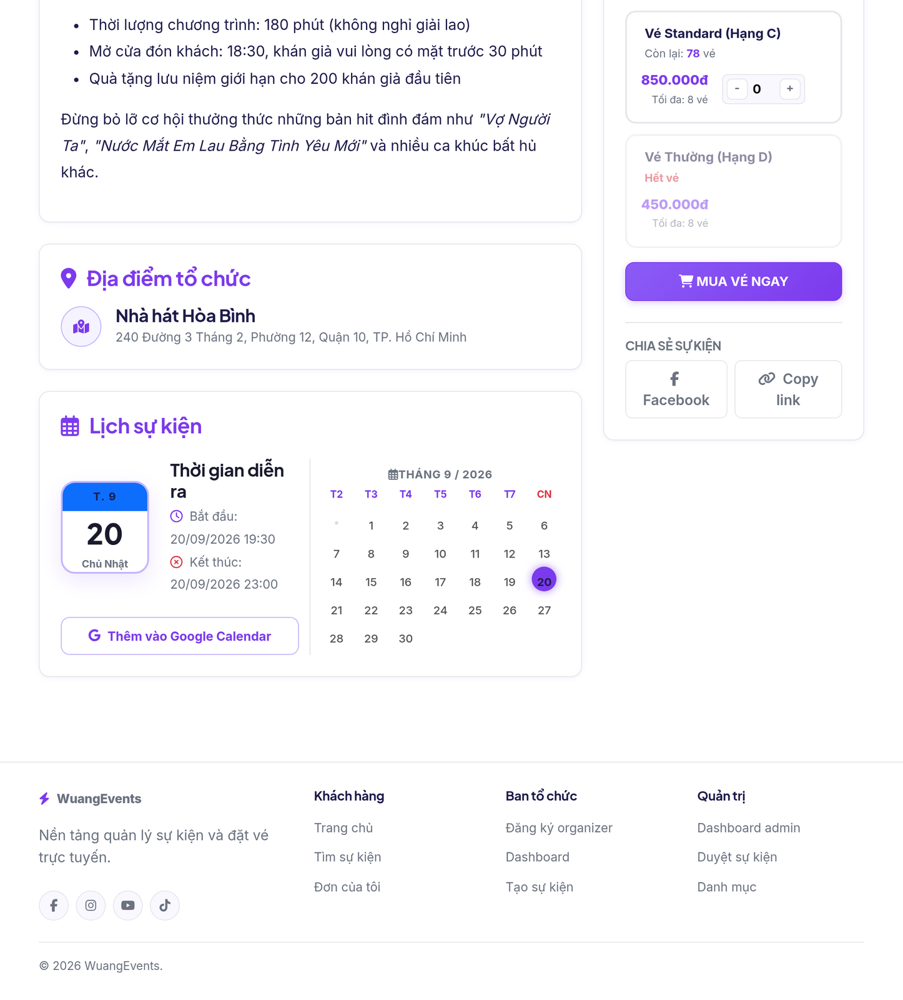 • Thời lượng chương trình: 180 phút (không nghỉ giải lao)
• Mở cửa đón khách: 18:30, khán giả vui lòng có mặt trước 30 phút
• Quà tặng lưu niệm giới hạn cho 200 khán giả đầu tiên
Đừng bỏ lỡ cơ hội thưởng thức những bản hit đình đám như "Vợ Người
Ta", "Nước Mắt Em Lau Bằng Tình Yêu Mới" và nhiều ca khúc bất hủ
khác.
Địa điểm tổ chức
Nhà hát Hòa Bình
240 Đường 3 Tháng 2, Phường 12, Quận 10, TP. Hồ Chí Minh
Lịch sự kiện
T. 9
20
Chủ Nhật
Thời gian diễn
ra
Bắt đầu:
20/09/2026 19:30
Kết thúc:
20/09/2026 23:00
Thêm vào Google Calendar
THÁNG 9 / 2026
T2 T3 T4 T5 T6 T7 CN
1 2 3 4 5 6
7 8 9 10 11 12 13
14 15 16 17 18 19 20
21 22 23 24 25 26 27
28 29 30
Vé Standard (Hạng C)
Còn lại: 78 vé
850.000đ
Tối đa: 8 vé
- 0 +
Vé Thường (Hạng D)
Hết vé
450.000đ
Tối đa: 8 vé
MUA VÉ NGAY
CHIA SẺ SỰ KIỆN
Facebook
Copy
link
WuangEvents
Nền tảng quản lý sự kiện và đặt vé
trực tuyến.
Khách hàng
Trang chủ
Tìm sự kiện
Đơn của tôi
Ban tổ chức
Đăng ký organizer
Dashboard
Tạo sự kiện
Quản trị
Dashboard admin
Duyệt sự kiện
Danh mục
© 2026 WuangEvents.